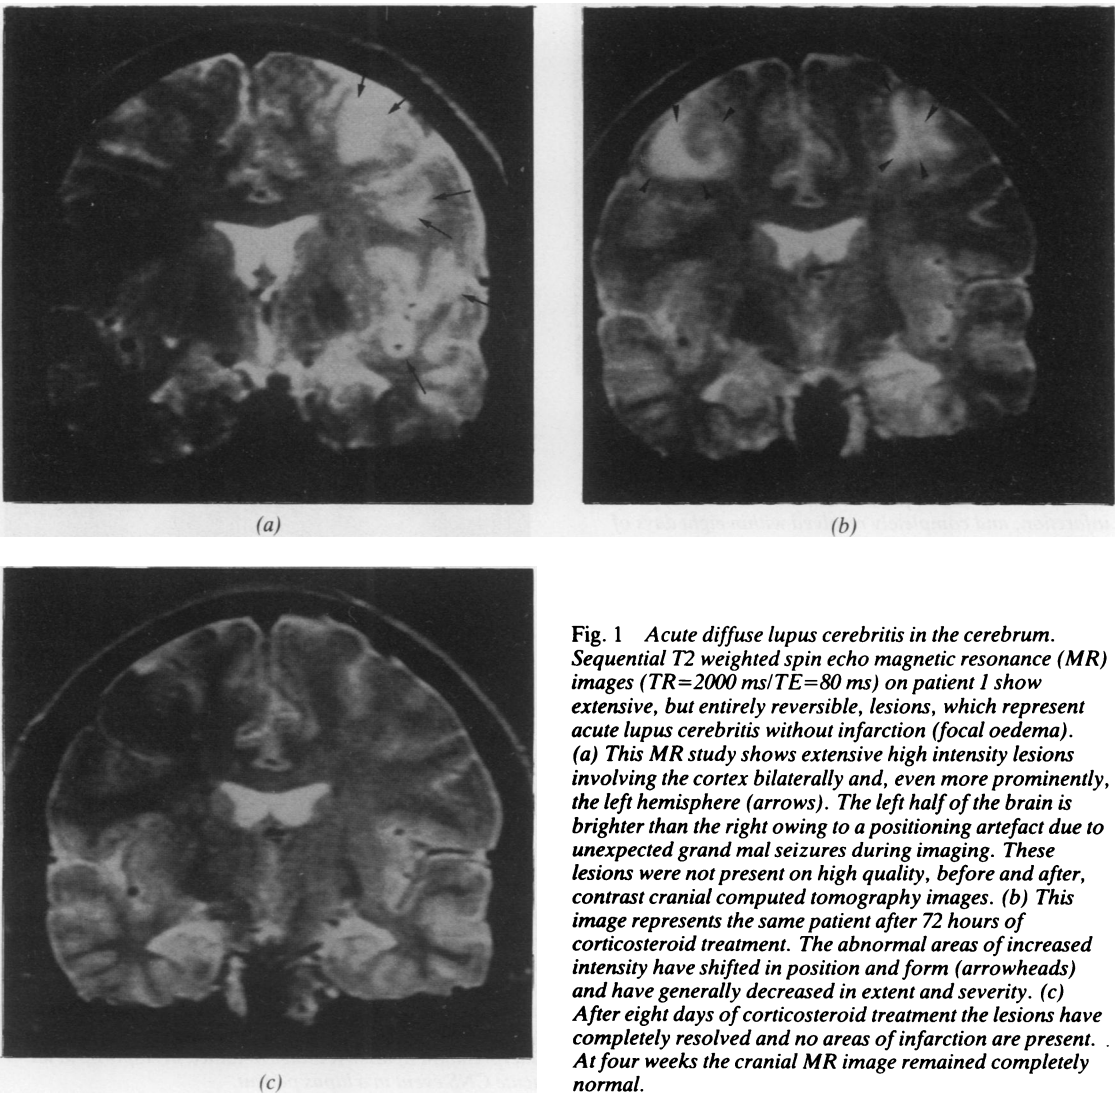 (a)
(b)
(c)
Fig. 1 Acute diffuse lupus cerebritis in the cerebrum.
Sequential T2 weighted spin echo magnetic resonance (MR)
images (TR=2000 ms/TE=80 ms) on patient 1 show
extensive, but entirely reversible, lesions, which represent
acute lupus cerebritis without infarction (focal oedema).
(a) This MR study shows extensive high intensity lesions
involving the cortex bilaterally and, even more prominently,
the left hemisphere (arrows). The left half of the brain is
brighter than the right owing to a positioning artefact due to
unexpected grand mal seizures during imaging. These
lesions were not present on high quality, before and after,
contrast cranial computed tomography images. (b) This
image represents the same patient after 72 hours of
corticosteroid treatment. The abnormal areas of increased
intensity have shifted in position and form (arrowheads)
and have generally decreased in extent and severity. (c)
After eight days of corticosteroid treatment the lesions have
completely resolved and no areas of infarction are present.
At four weeks the cranial MR image remained completely
normal.